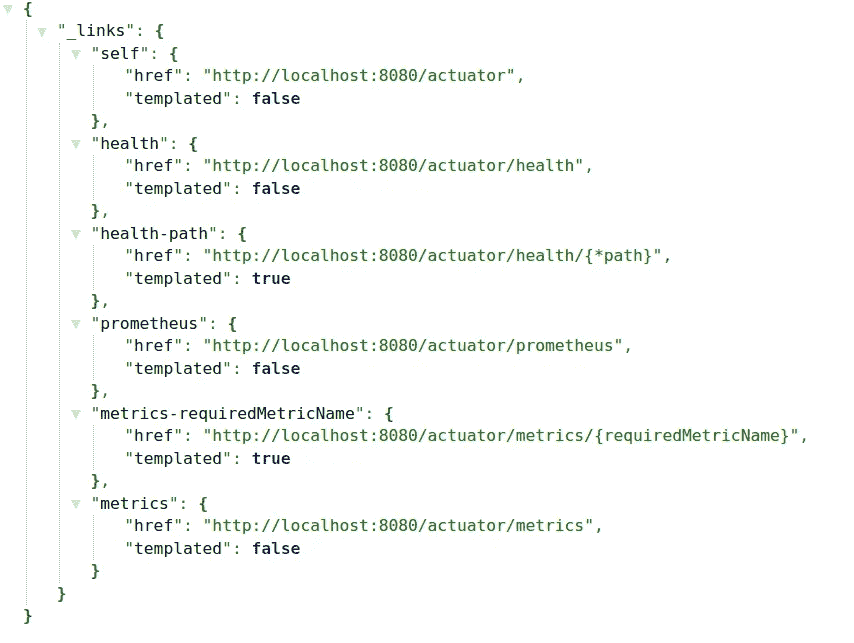 {
"_links": {
"self": {
"href": "http://localhost:8080/actuator",
"templated": false
},
"health": {
"href": "http://localhost:8080/actuator/health",
"templated": false
},
"health-path": {
"href": "http://localhost:8080/actuator/health/{*path}",
"templated": true
},
"prometheus": {
"href": "http://localhost:8080/actuator/prometheus",
"templated": false
},
"metrics-requiredMetricName": {
"href": "http://localhost:8080/actuator/metrics/{requiredMetricName}",
"templated": true
},
"metrics": {
"href": "http://localhost:8080/actuator/metrics",
"templated": false
}
}
}